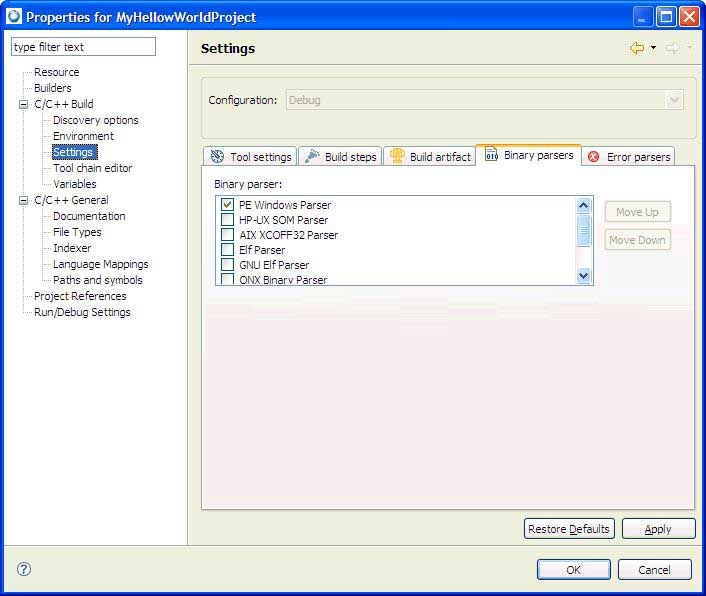 Properties for MyHellowWorldProject
type filter text
Resource
Builders
C/C++ Build
Discovery options
Environment
Settings
Tool chain editor
Variables
C/C++ General
Documentation
File Types
Indexer
Language Mappings
Paths and symbols
Project References
Run/Debug Settings
Settings
Configuration: Debug
Tool settings Build steps Build artifact Binary parsers Error parsers
Binary parser:
PE Windows Parser
HP-UX SOM Parser
AIX XCOFF32 Parser
Elf Parser
GNU Elf Parser
QNX Binary Parser
Move Up
Move Down
Restore Defaults Apply
OK Cancel